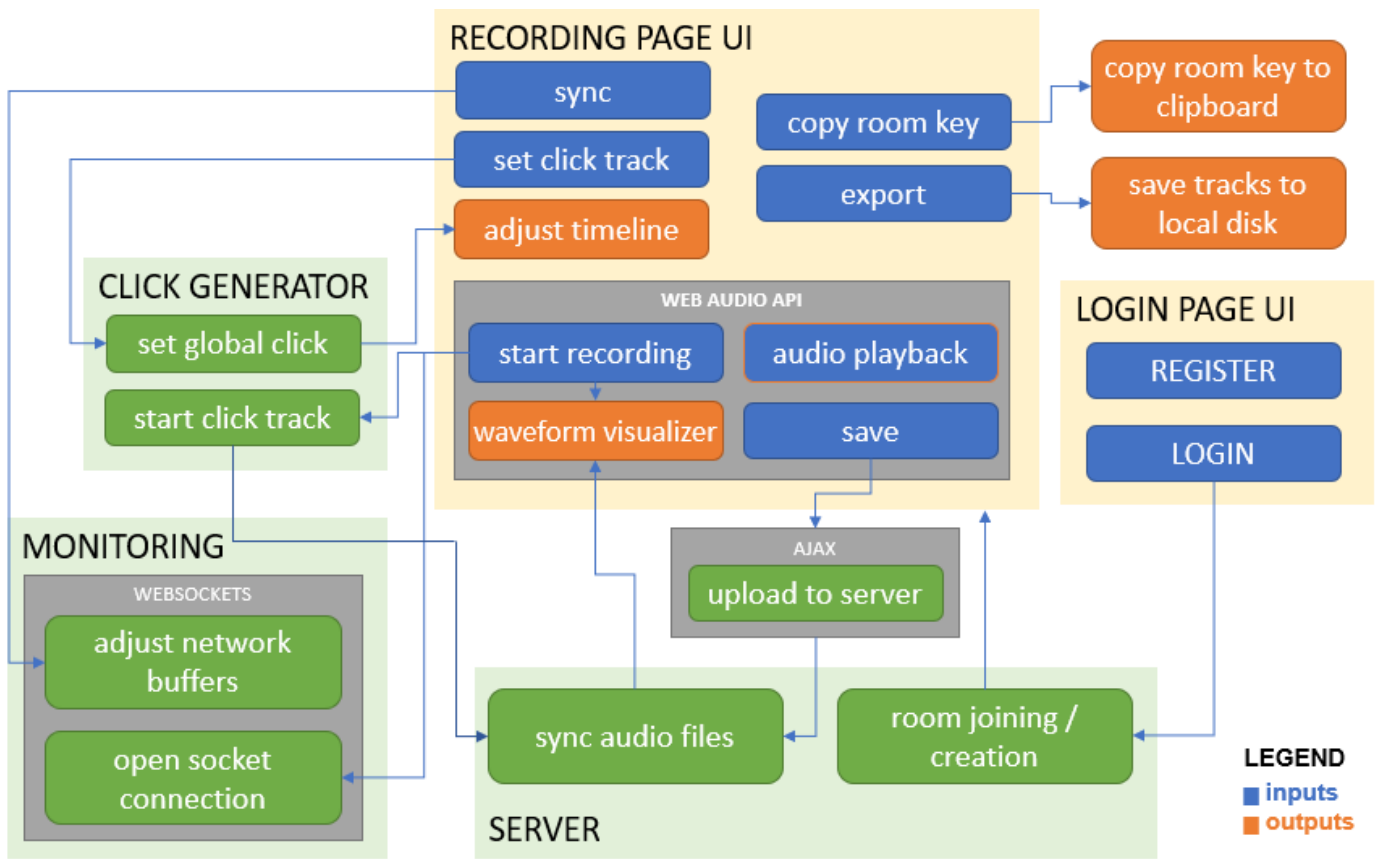 RECORDING PAGE UI
sync
set click track
adjust timeline
copy room key
export
copy room key to
clipboard
save tracks to
local disk
CLICK GENERATOR
set global click
start click track
WEB AUDIO API
start recording
audio playback
waveform visualizer
save
LOGIN PAGE UI
REGISTER
LOGIN
MONITORING
WEBSOCKETS
adjust network
buffers
open socket
connection
AJAX
upload to server
sync audio files
room joining /
creation
SERVER
LEGEND
inputs
outputs